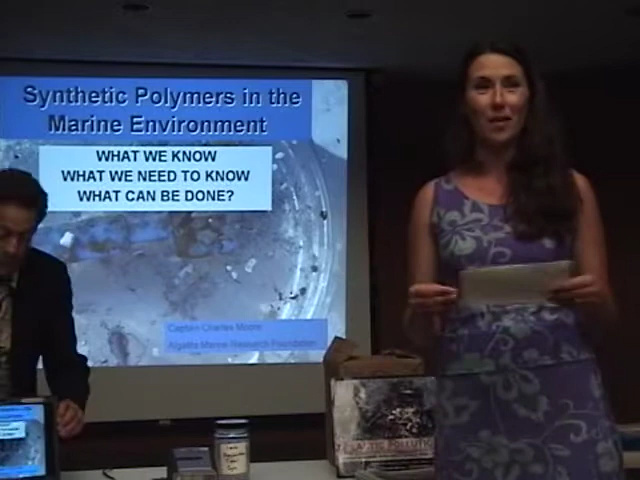 Synthetic Polymers in the
Marine Environment
WHAT WE KNOW
WHAT WE NEED TO KNOW
WHAT CAN BE DONE?
Captain Charles Moore
Algalita Marine Research Foundation
POLLUTION